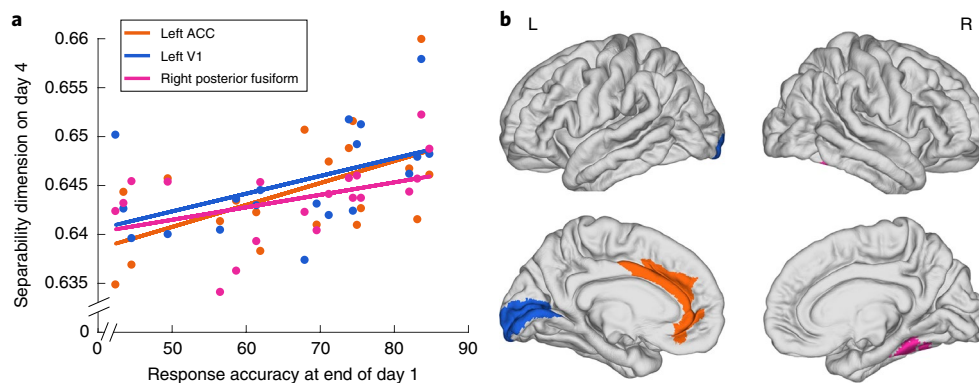 a
Left ACC
Left V1
Right posterior fusiform
Separability dimension on day 4
0.66
0.655
0.65
0.645
0.64
0.635
0
0
50
60
70
80
90
Response accuracy at end of day 1
b
L
R